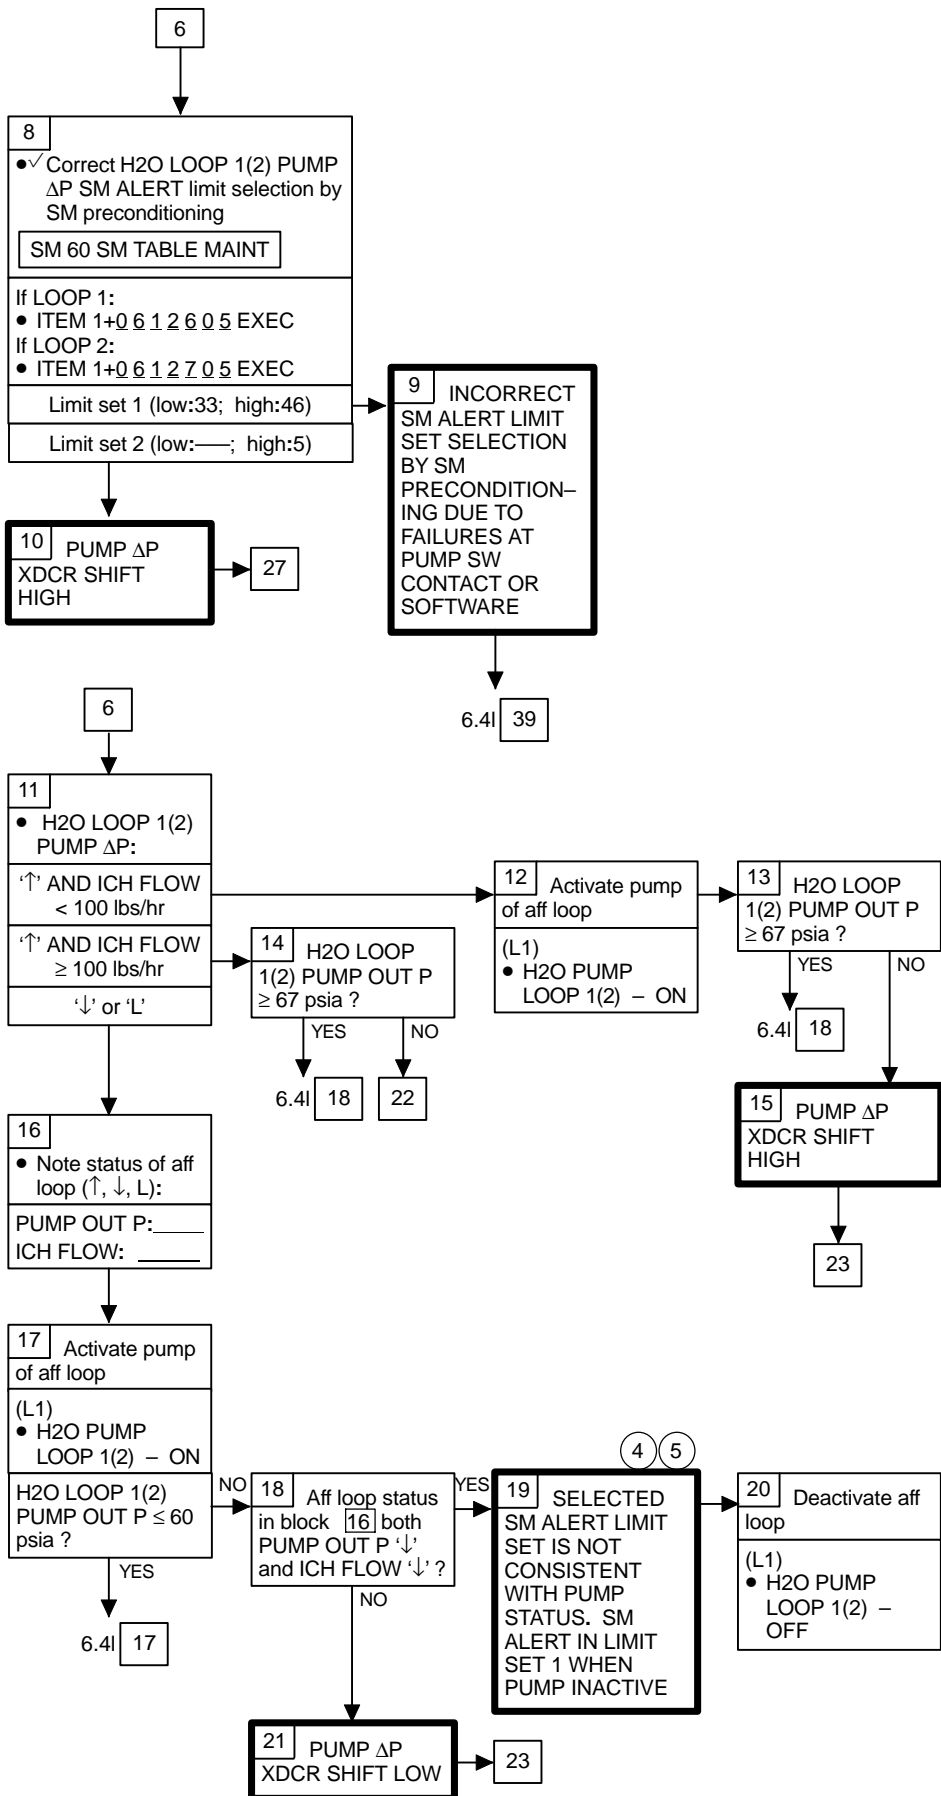 6
8
●√ Correct H2O LOOP 1(2) PUMP
∆P SM ALERT limit selection by
SM preconditioning
SM 60 SM TABLE MAINT
If LOOP 1:
● ITEM 1+0 6 1 2 6 0 5 EXEC
If LOOP 2:
● ITEM 1+0 6 1 2 7 0 5 EXEC
Limit set 1 (low:33; high:46)
Limit set 2 (low:——; high:5)
9 INCORRECT
SM ALERT LIMIT
SET SELECTION
BY SM
PRECONDITION–
ING DUE TO
FAILURES AT
PUMP SW
CONTACT OR
SOFTWARE
10 PUMP ∆P
XDCR SHIFT
HIGH
27
6.4l 39
6
11
● H2O LOOP 1(2)
PUMP ∆P:
‘↑’ AND ICH FLOW
< 100 lbs/hr
‘↑’ AND ICH FLOW
≥ 100 lbs/hr
‘↓’ or ‘L’
12 Activate pump
of aff loop
(L1)
● H2O PUMP
LOOP 1(2) – ON
13 H2O LOOP
1(2) PUMP OUT P
≥ 67 psia ?
YES NO
6.4l 18
14 H2O LOOP
1(2) PUMP OUT P
≥ 67 psia ?
YES NO
6.4l 18 22
15 PUMP ∆P
XDCR SHIFT
HIGH
23
16
● Note status of aff
loop (↑, ↓, L):
PUMP OUT P:____
ICH FLOW: _____
17 Activate pump
of aff loop
(L1)
● H2O PUMP
LOOP 1(2) – ON
H2O LOOP 1(2)
PUMP OUT P ≤ 60
psia ?
NO
YES
6.4l 17
18 Aff loop status
in block 16 both
PUMP OUT P ‘↓’
and ICH FLOW ‘↓’ ?
YES
NO
4 5
19 SELECTED
SM ALERT LIMIT
SET IS NOT
CONSISTENT
WITH PUMP
STATUS. SM
ALERT IN LIMIT
SET 1 WHEN
PUMP INACTIVE
20 Deactivate aff
loop
(L1)
● H2O PUMP
LOOP 1(2) –
OFF
21 PUMP ∆P
XDCR SHIFT LOW
23